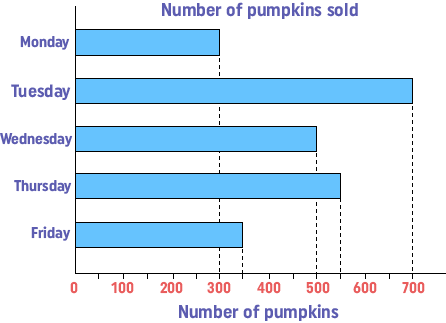 Number of pumpkins sold
Monday
Tuesday
Wednesday
Thursday
Friday
0 100 200 300 400 500 600 700
Number of pumpkins